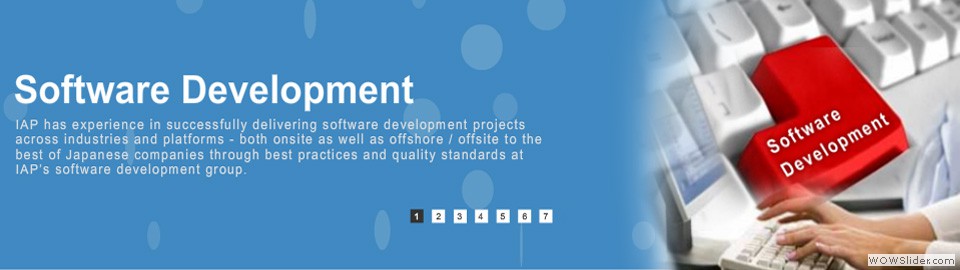 Software Development
IAP has experience in successfully delivering software development projects
across industries and platforms - both onsite as well as offshore / offsite to the
best of Japanese companies through best practices and quality standards at
IAP's software development group.
1 2 3 4 5 6 7
Software
Development
WOWSlider.com